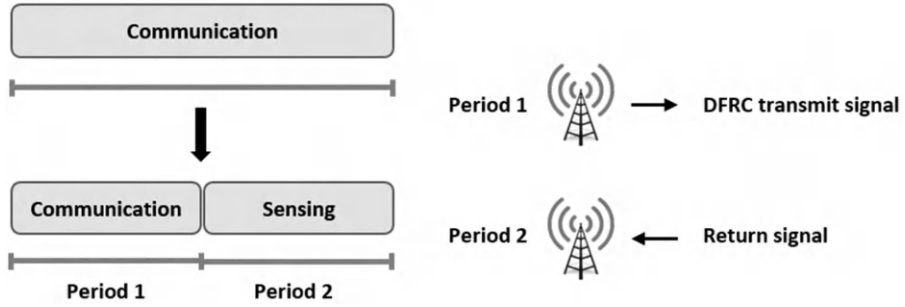 Communication
Period 1
DFRC transmit signal
Communication
Sensing
Period 2
Return signal
Period 1
Period 2